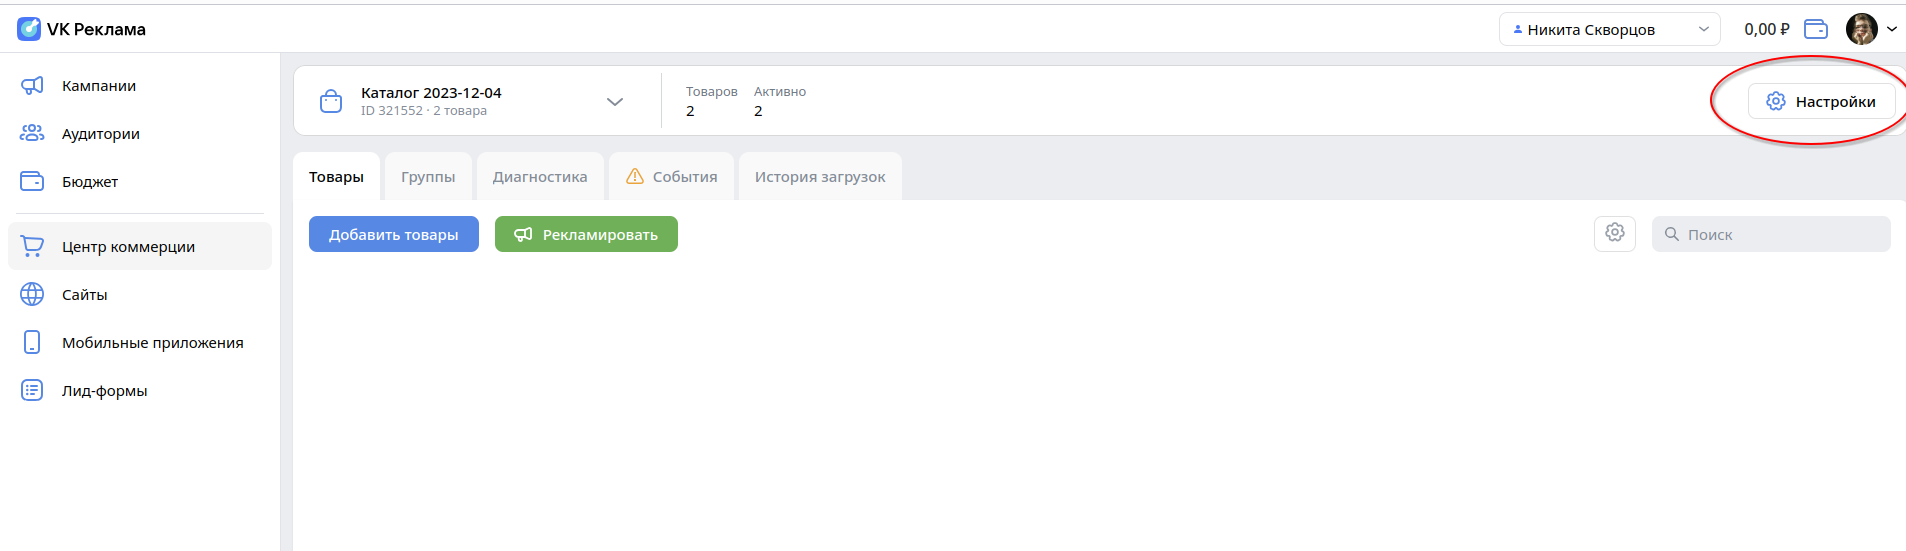 VK Реклама
Никита Скворцов
0,00 ₽
Кампании
Аудитории
Бюджет
Центр коммерции
Сайты
Мобильные приложения
Лид-формы
Каталог 2023-12-04
ID 321552 · 2 товара
Товаров Активно
2 2
Настройки
Товары Группы Диагностика События История загрузок
Добавить товары Рекламировать Поиск